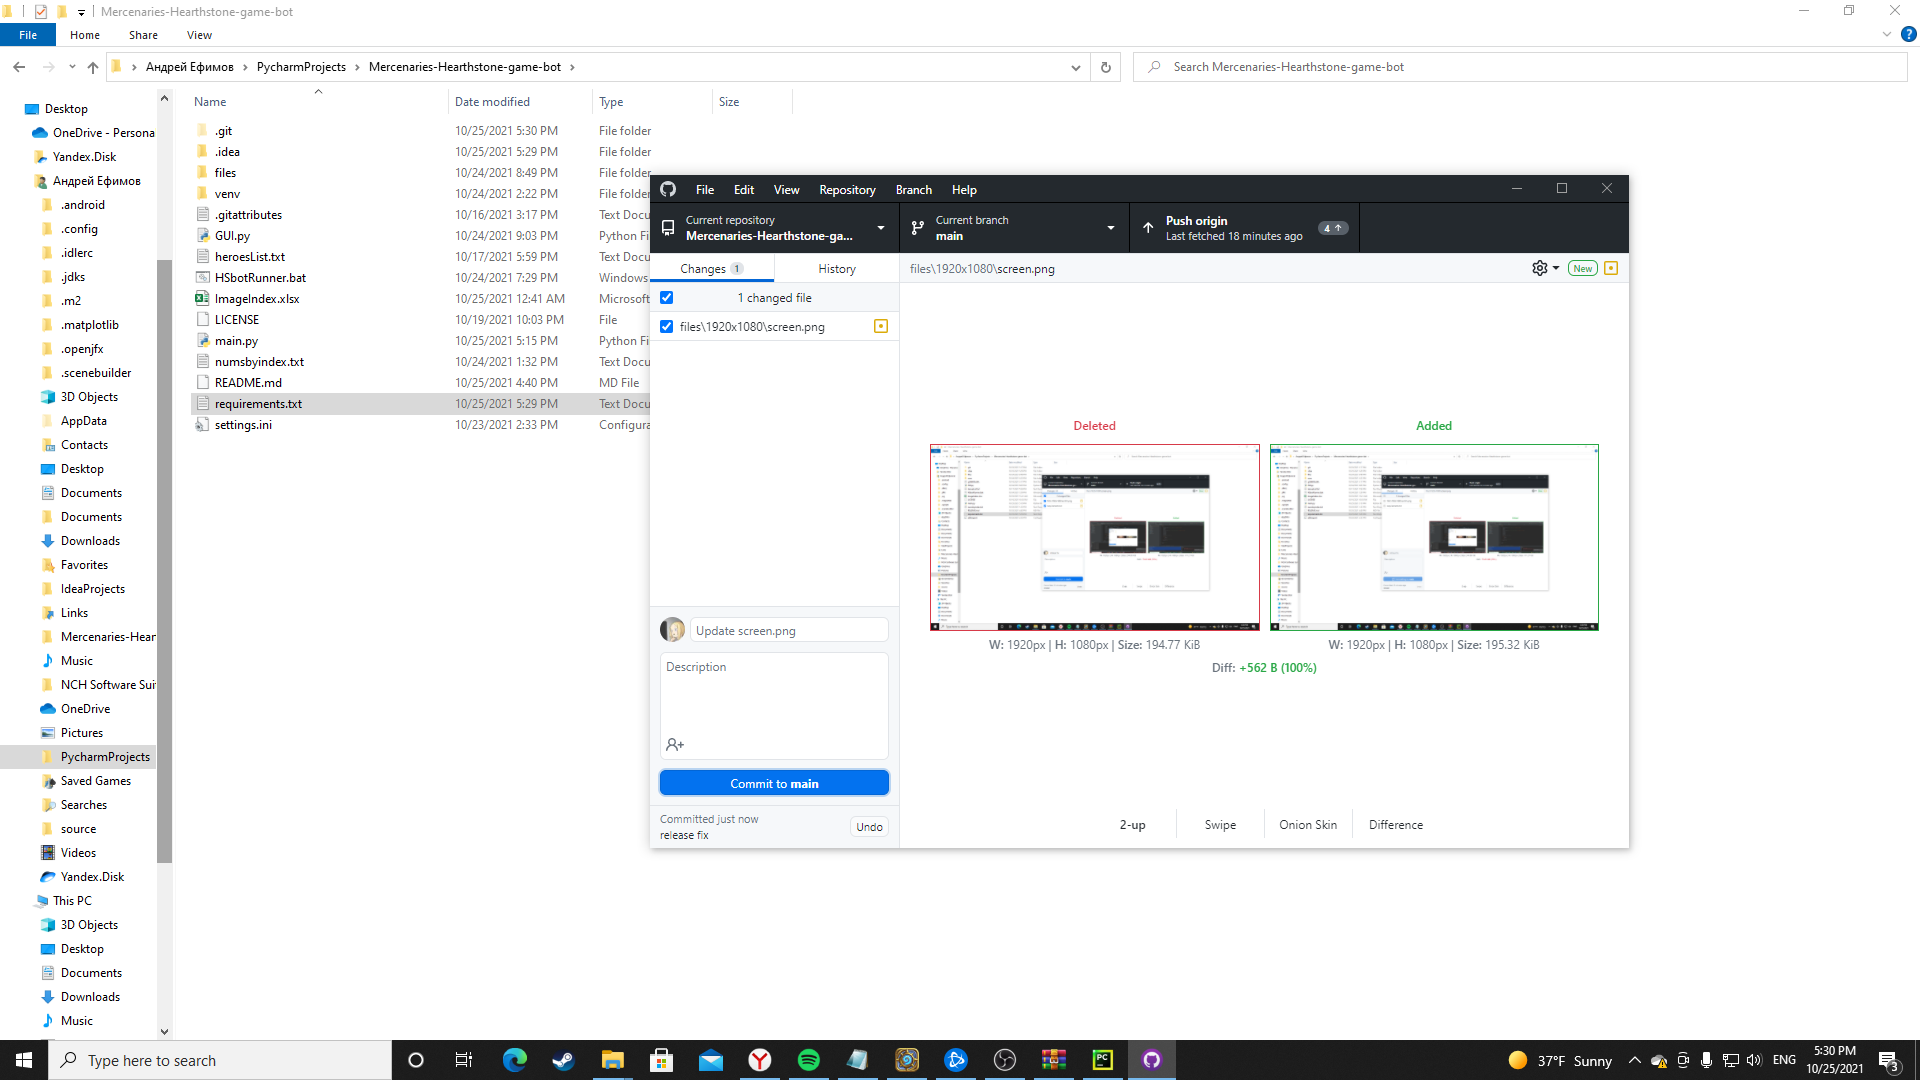 Mercenaries-Hearthstone-game-bot
File
Home
Share
View
Андрей Ефимов
PycharmProjects
Mercenaries-Hearthstone-game-bot
Search Mercenaries-Hearthstone-game-bot
Name
Date modified
Type
Size
Desktop
OneDrive - Persona
Yandex.Disk
Андрей Ефимов
.android
.config
.idlerc
.jdks
.m2
.matplotlib
.openjfx
.scenebuilder
3D Objects
AppData
Contacts
Desktop
Documents
Documents
Downloads
Favorites
IdeaProjects
Links
Mercenaries-Hear
Music
NCH Software Suit
OneDrive
Pictures
PycharmProjects
Saved Games
Searches
source
Videos
Yandex.Disk
This PC
3D Objects
Desktop
Documents
Downloads
Music
.git 10/25/2021 5:30 PM File folder
.idea 10/25/2021 5:29 PM File folder
files 10/24/2021 8:49 PM File folder
venv 10/24/2021 2:22 PM File folder
.gitattributes 10/16/2021 3:17 PM Text Docu
GUI.py 10/24/2021 9:03 PM Python Fi
heroesList.txt 10/17/2021 5:59 PM Text Docu
HSbotRunner.bat 10/24/2021 7:29 PM Windows
ImageIndex.xlsx 10/25/2021 12:41 AM Microsoft
LICENSE 10/19/2021 10:03 PM File
main.py 10/25/2021 5:15 PM Python Fi
numsbyindex.txt 10/24/2021 1:32 PM Text Docu
README.md 10/25/2021 4:40 PM MD File
requirements.txt 10/25/2021 5:29 PM Text Docu
settings.ini 10/23/2021 2:33 PM Configura
File
Edit
View
Repository
Branch
Help
Current repository
Mercenaries-Hearthstone-ga...
Current branch
main
Push origin
Last fetched 18 minutes ago
4
Changes 1
History
files\1920x1080\screen.png
New
1 changed file
files\1920x1080\screen.png
Deleted
Added
W: 1920px | H: 1080px | Size: 194.77 KiB
W: 1920px | H: 1080px | Size: 195.32 KiB
Diff: +562 B (100%)
Update screen.png
Description
Commit to main
Committed just now
release fix
Undo
2-up
Swipe
Onion Skin
Difference
Type here to search
PC
37°F Sunny
ENG
5:30 PM
10/25/2021
3